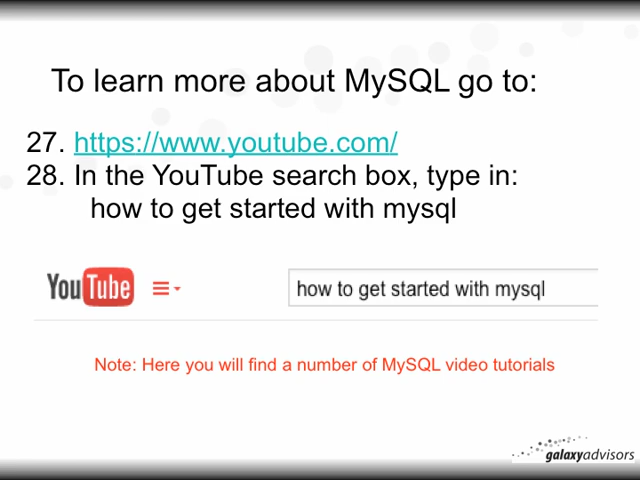 To learn more about MySQL go to:
27. https://www.youtube.com/
28. In the YouTube search box, type in:
how to get started with mysql
YouTube
how to get started with mysql
Note: Here you will find a number of MySQL video tutorials
galaxyadvisors